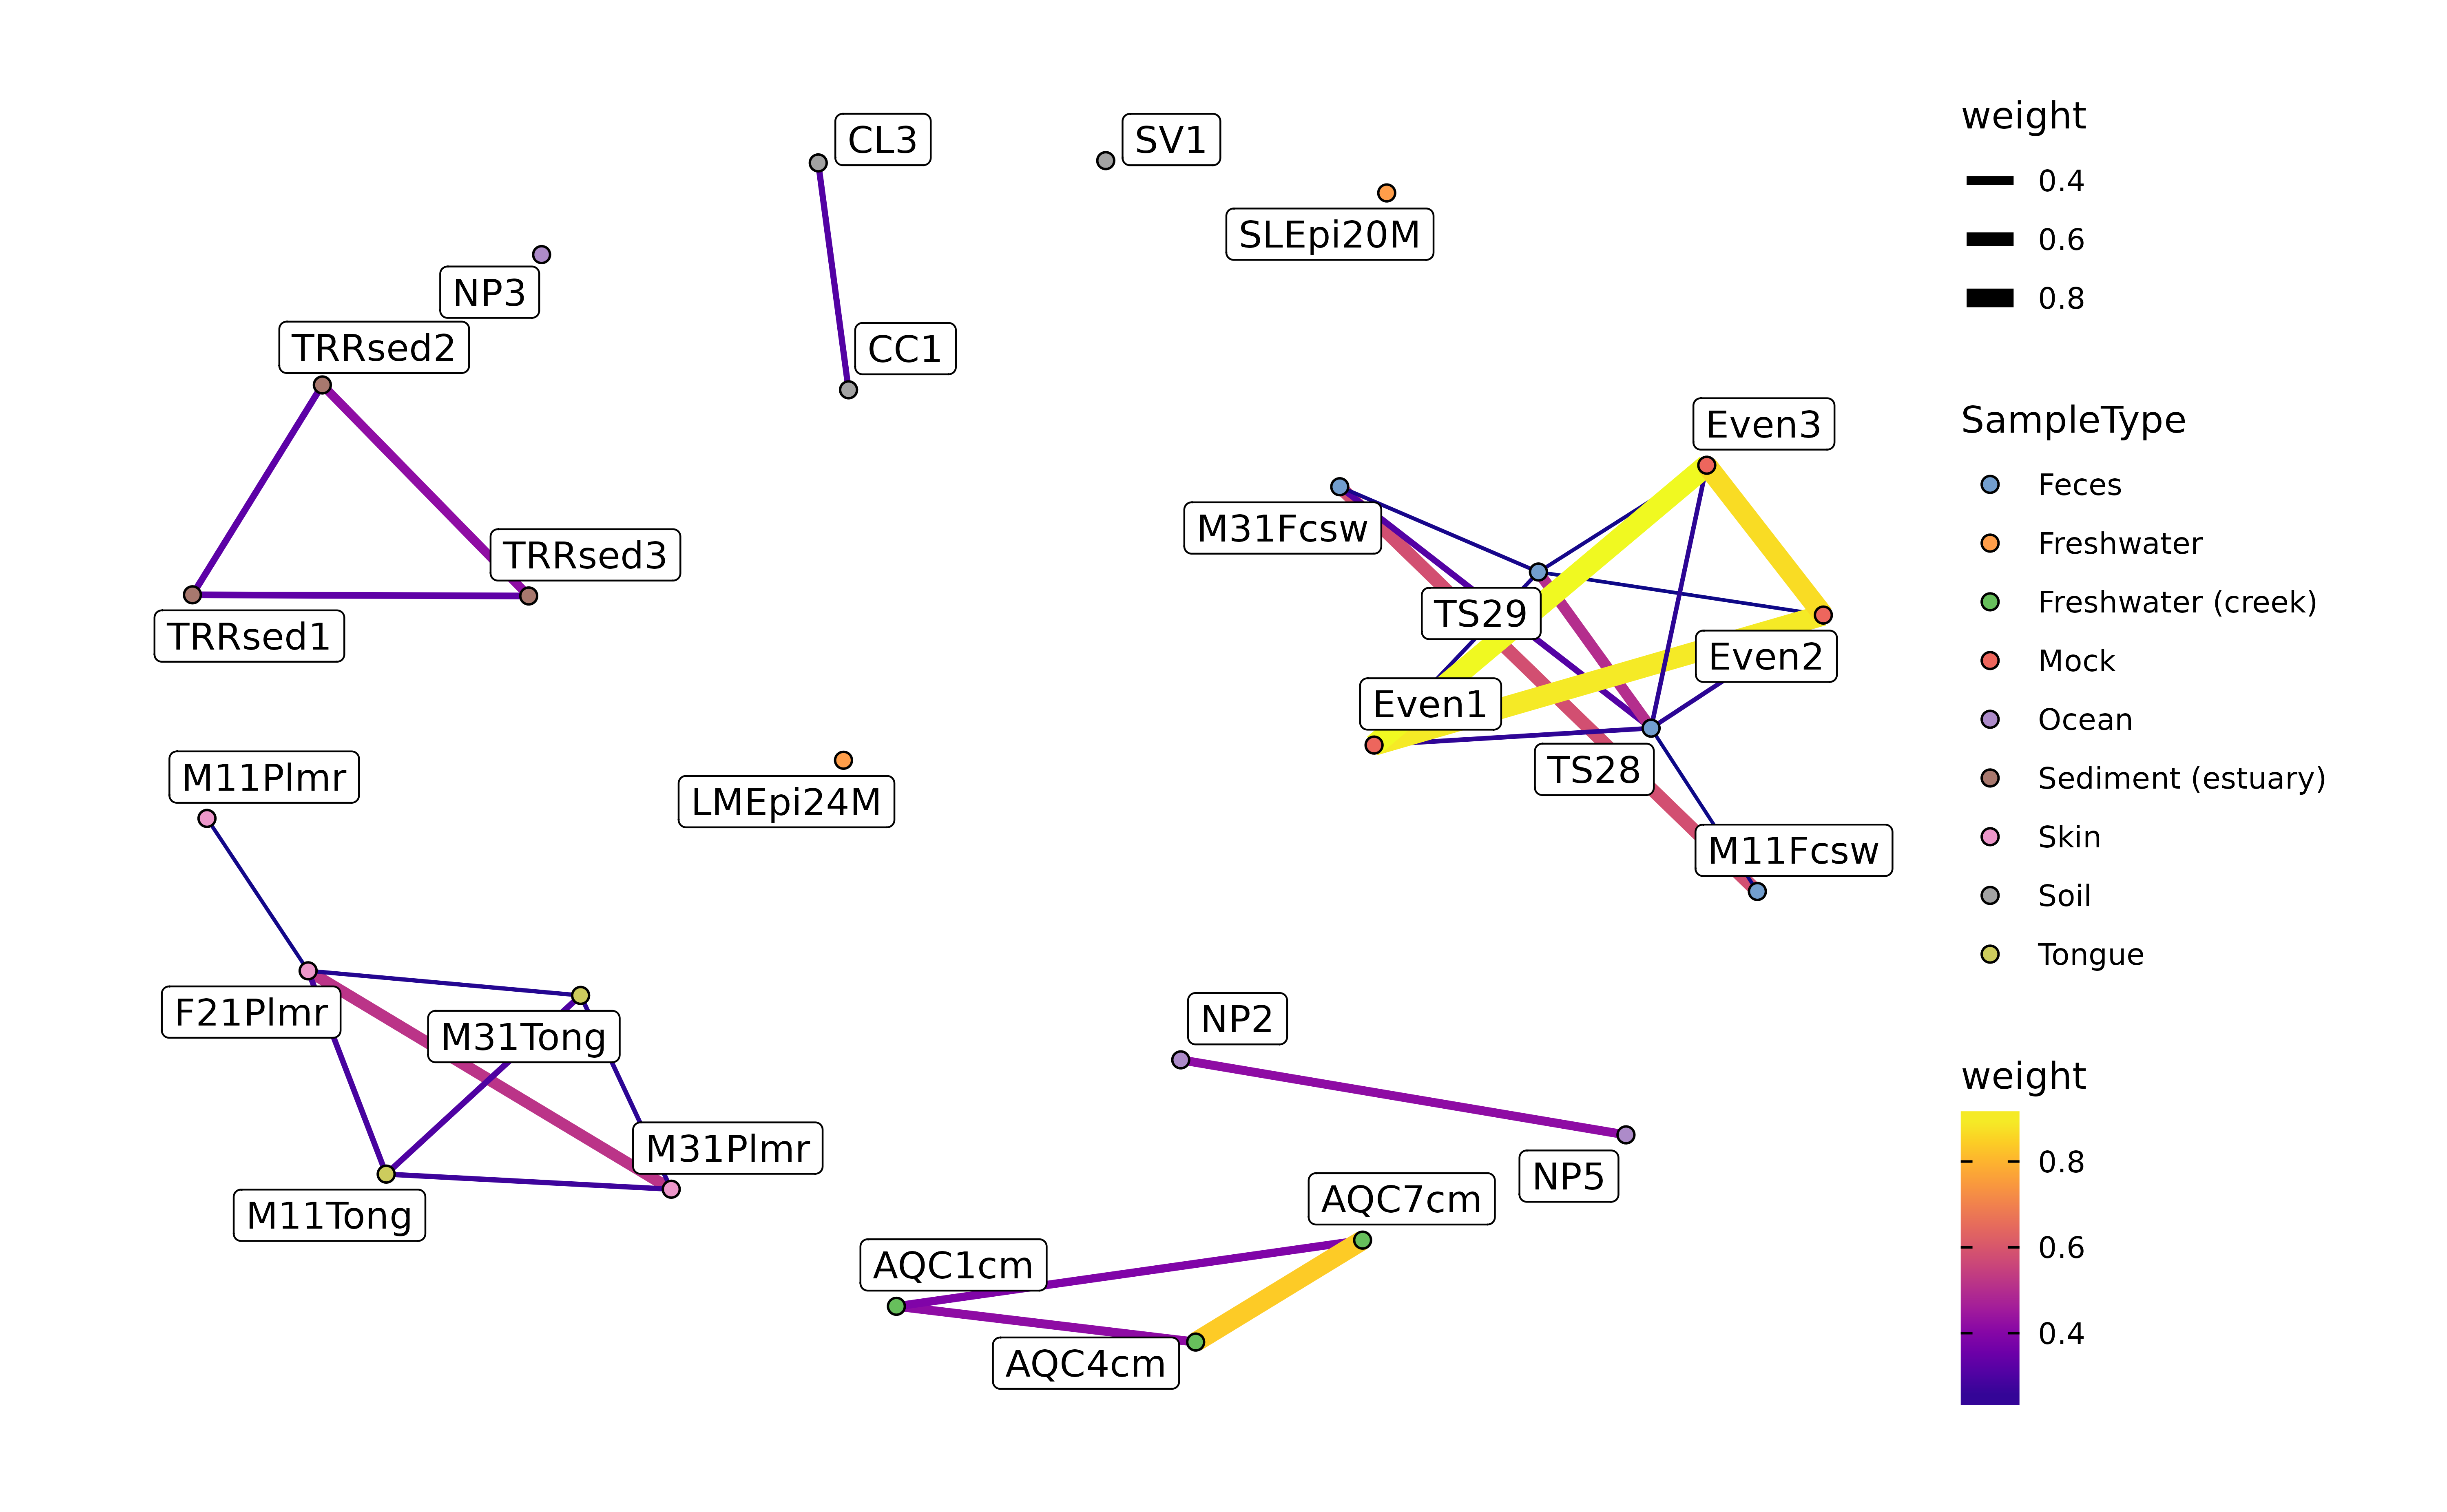 CL3
SV1
SLEpi20M
NP3
TRRsed2
CC1
Even3
M31Fcsw
TRRsed3
TS29
TRRsed1
Even2
Even1
M11Plmr
TS28
LMEpi24M
M11Fcsw
F21Plmr
M31Tong
NP2
M31Plmr
NP5
AQC7cm
M11Tong
AQC1cm
AQC4cm
weight
0.4
0.6
0.8
SampleType
Feces
Freshwater
Freshwater (creek)
Mock
Ocean
Sediment (estuary)
Skin
Soil
Tongue
weight
0.8
0.6
0.4